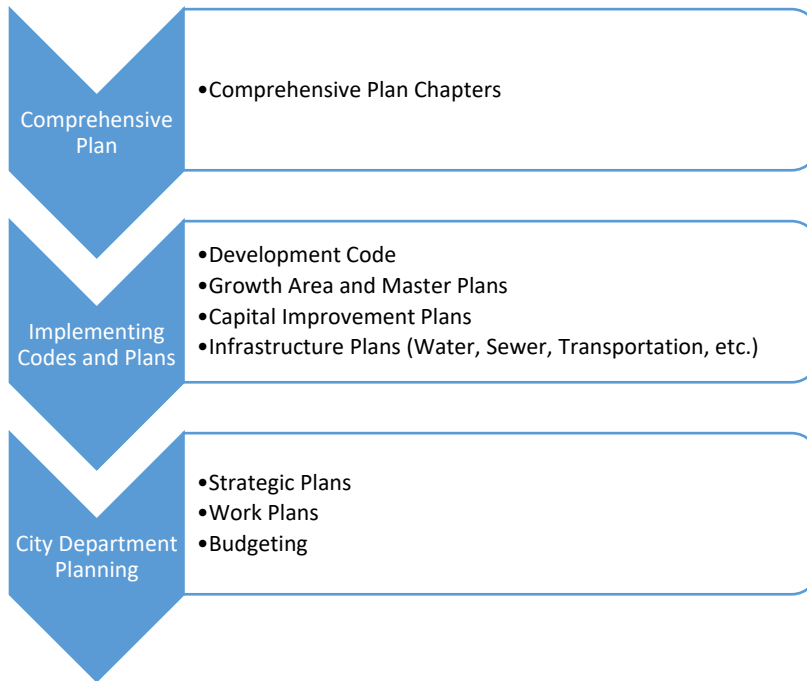 Comprehensive
Plan
•Comprehensive Plan Chapters
Implementing
Codes and Plans
•Development Code
•Growth Area and Master Plans
•Capital Improvement Plans
•Infrastructure Plans (Water, Sewer, Transportation, etc.)
City Department
Planning
•Strategic Plans
•Work Plans
•Budgeting